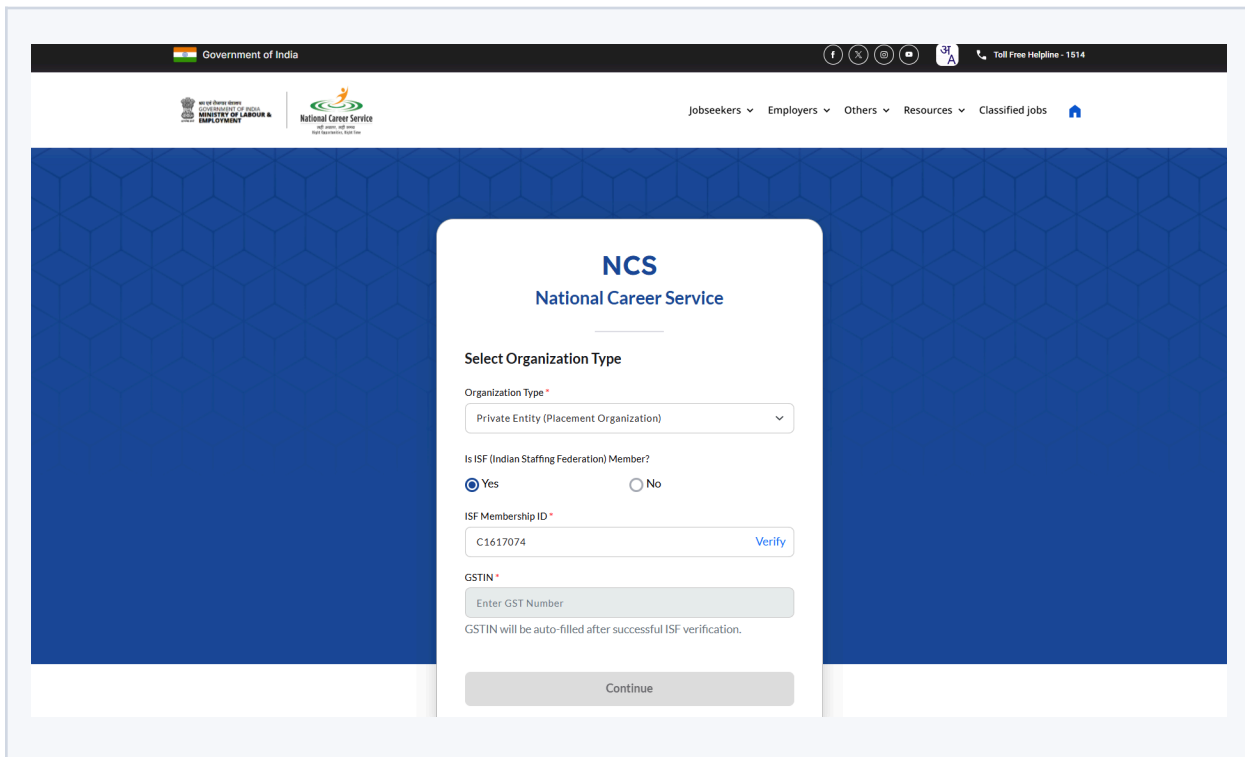 Government of India
अ
A
Toll Free Helpline - 1514
GOVERNMENT OF INDIA
MINISTRY OF LABOUR &
EMPLOYMENT
National Career Service
Jobseekers
Employers
Others
Resources
Classified jobs
NCS
National Career Service
Select Organization Type
Organization Type *
Private Entity (Placement Organization)
Is ISF (Indian Staffing Federation) Member?
Yes
No
ISF Membership ID *
C1617074
Verify
GSTIN *
Enter GST Number
GSTIN will be auto-filled after successful ISF verification.
Continue